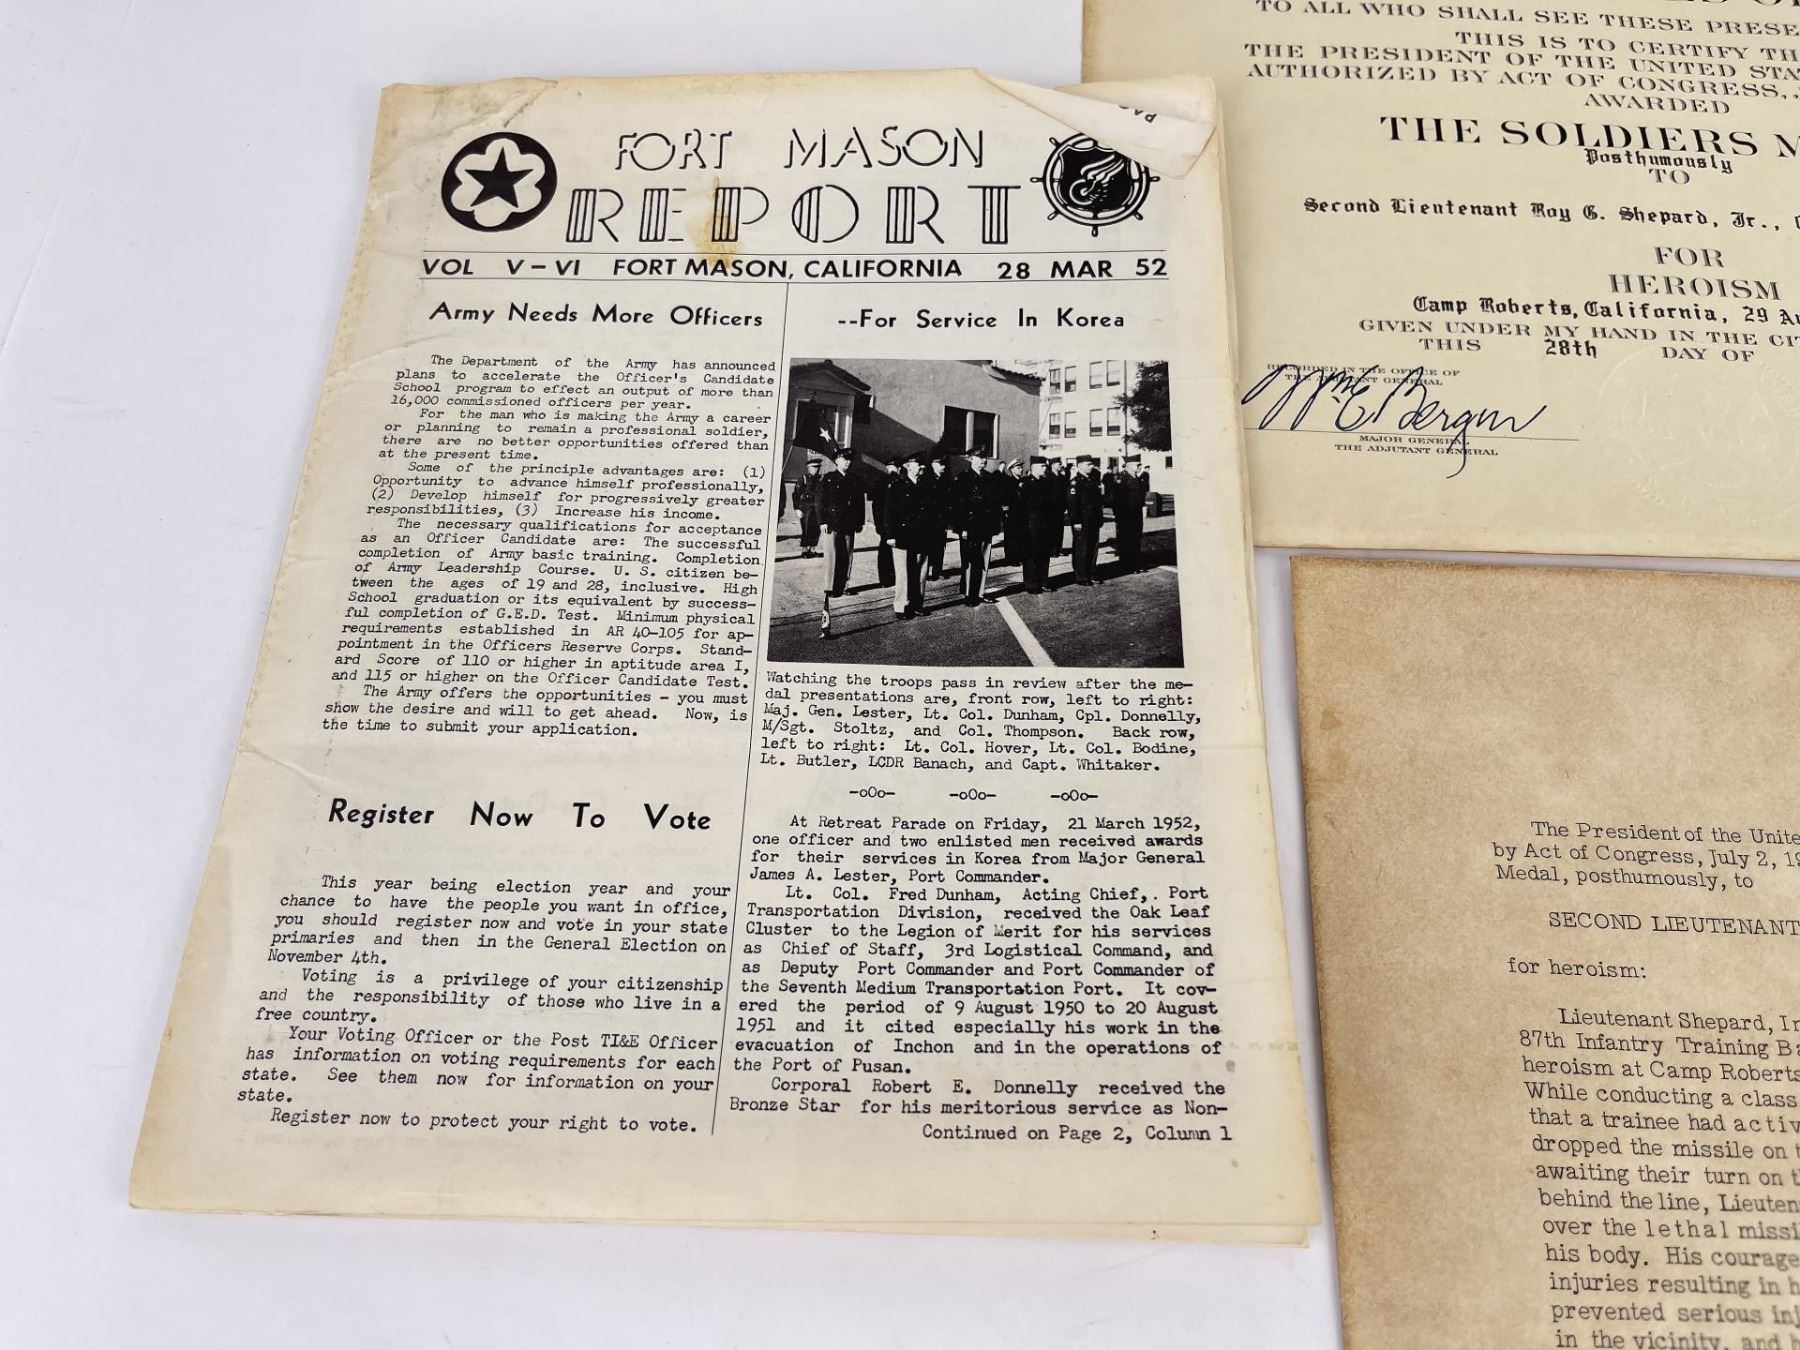 FORT MASON
REPORT
VOL V-VI FORT MASON, CALIFORNIA 28 MAR 52
Army Needs More Officers
The Department of the Army has announced
plans to accelerate the Officer's Candidate
School program to effect an output of more than
16,000 commissioned officers per year.
For the man who is making the Army a career
or planning to remain a professional soldier,
there are no better opportunities offered than
at the present time.
Some of the principle advantages are: (1)
Opportunity to advance himself professionally,
(2) Develop himself for progressively greater
responsibilities, (3) Increase his income.
The necessary qualifications for acceptance
as an Officer Candidate are: The successful
completion of Army basic training. Completion
of Army Leadership Course. U. S. citizen be-
tween the ages of 19 and 28, inclusive. High
School graduation or its equivalent by success-
ful completion of G.E.D. Test. Minimum physical
requirements established in AR 40-105 for ap-
pointment in the Officers Reserve Corps. Stand-
ard Score of 110 or higher in aptitude area I,
and 115 or higher on the Officer Candidate Test.
The Army offers the opportunities - you must
show the desire and will to get ahead. Now, is
the time to submit your application.
Register Now To Vote
This year being election year and your
chance to have the people you want in office,
you should register now and vote in your state
primaries and then in the General Election on
November 4th.
Voting is a privilege of your citizenship
and the responsibility of those who live in a
free country.
Your Voting Officer or the Post TI&E Officer
has information on voting requirements for each
state. See them now for information on your
state.
Register now to protect your right to vote.
--For Service In Korea
Watching the troops pass in review after the me-
dal presentations are, front row, left to right:
Maj. Gen. Lester, Lt. Col. Dunham, Cpl. Donnelly,
M/Sgt. Stoltz, and Col. Thompson. Back row,
left to right: Lt. Col. Hover, Lt. Col. Bodine,
Lt. Butler, LCDR Banach, and Capt. Whitaker.
-o0o- -o0o- -o0o-
At Retreat Parade on Friday, 21 March 1952,
one officer and two enlisted men received awards
for their services in Korea from Major General
James A. Lester, Port Commander.
Lt. Col. Fred Dunham, Acting Chief,. Port
Transportation Division, received the Oak Leaf
Cluster to the Legion of Merit for his services
as Chief of Staff, 3rd Logistical Command, and
as Deputy Port Commander and Port Commander of
the Seventh Medium Transportation Port. It cov-
ered the period of 9 August 1950 to 20 August
1951 and it cited especially his work in the
evacuation of Inchon and in the operations of
the Port of Pusan.
Corporal Robert E. Donnelly received the
Bronze Star for his meritorious service as Non-
Continued on Page 2, Column 1
TO ALL WHO SHALL SEE THESE PRESE
THIS IS TO CERTIFY TH
THE PRESIDENT OF THE UNITED STA
AUTHORIZED BY ACT OF CONGRESS,
AWARDED
THE SOLDIERS M
Posthumously
TO
Second Lieutenant Roy G. Shepard, Jr.,
FOR
HEROISM
Camp Roberts, California, 29 Au
GIVEN UNDER MY HAND IN THE CI
THIS 28th DAY OF
RECORDED IN THE OFFICE OF
THE ADJUTANT GENERAL
Wm E Bergin
MAJOR GENERAL
THE ADJUTANT GENERAL
The President of the Unite
by Act of Congress, July 2, 19
Medal, posthumously, to
SECOND LIEUTENANT
for heroism:
Lieutenant Shepard, In
87th Infantry Training Ba
heroism at Camp Roberts
While conducting a class
that a trainee had activ
dropped the missile on t
awaiting their turn on t
behind the line, Lieuten
over the lethal missi
his body. His courage
injuries resulting in h
prevented serious inj
in the vicinity, and h